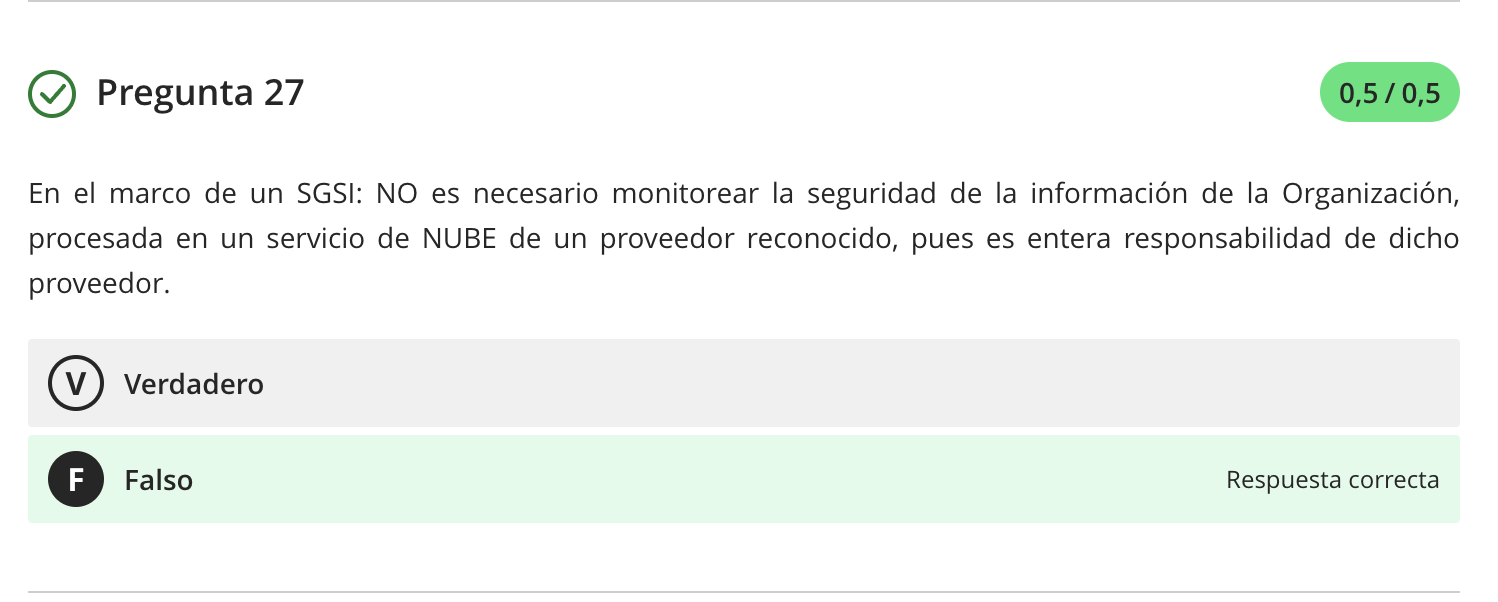 Pregunta 27
0,5 / 0,5
En el marco de un SGSI: NO es necesario monitorear la seguridad de la información de la Organización,
procesada en un servicio de NUBE de un proveedor reconocido, pues es entera responsabilidad de dicho
proveedor.
V Verdadero
F Falso
Respuesta correcta